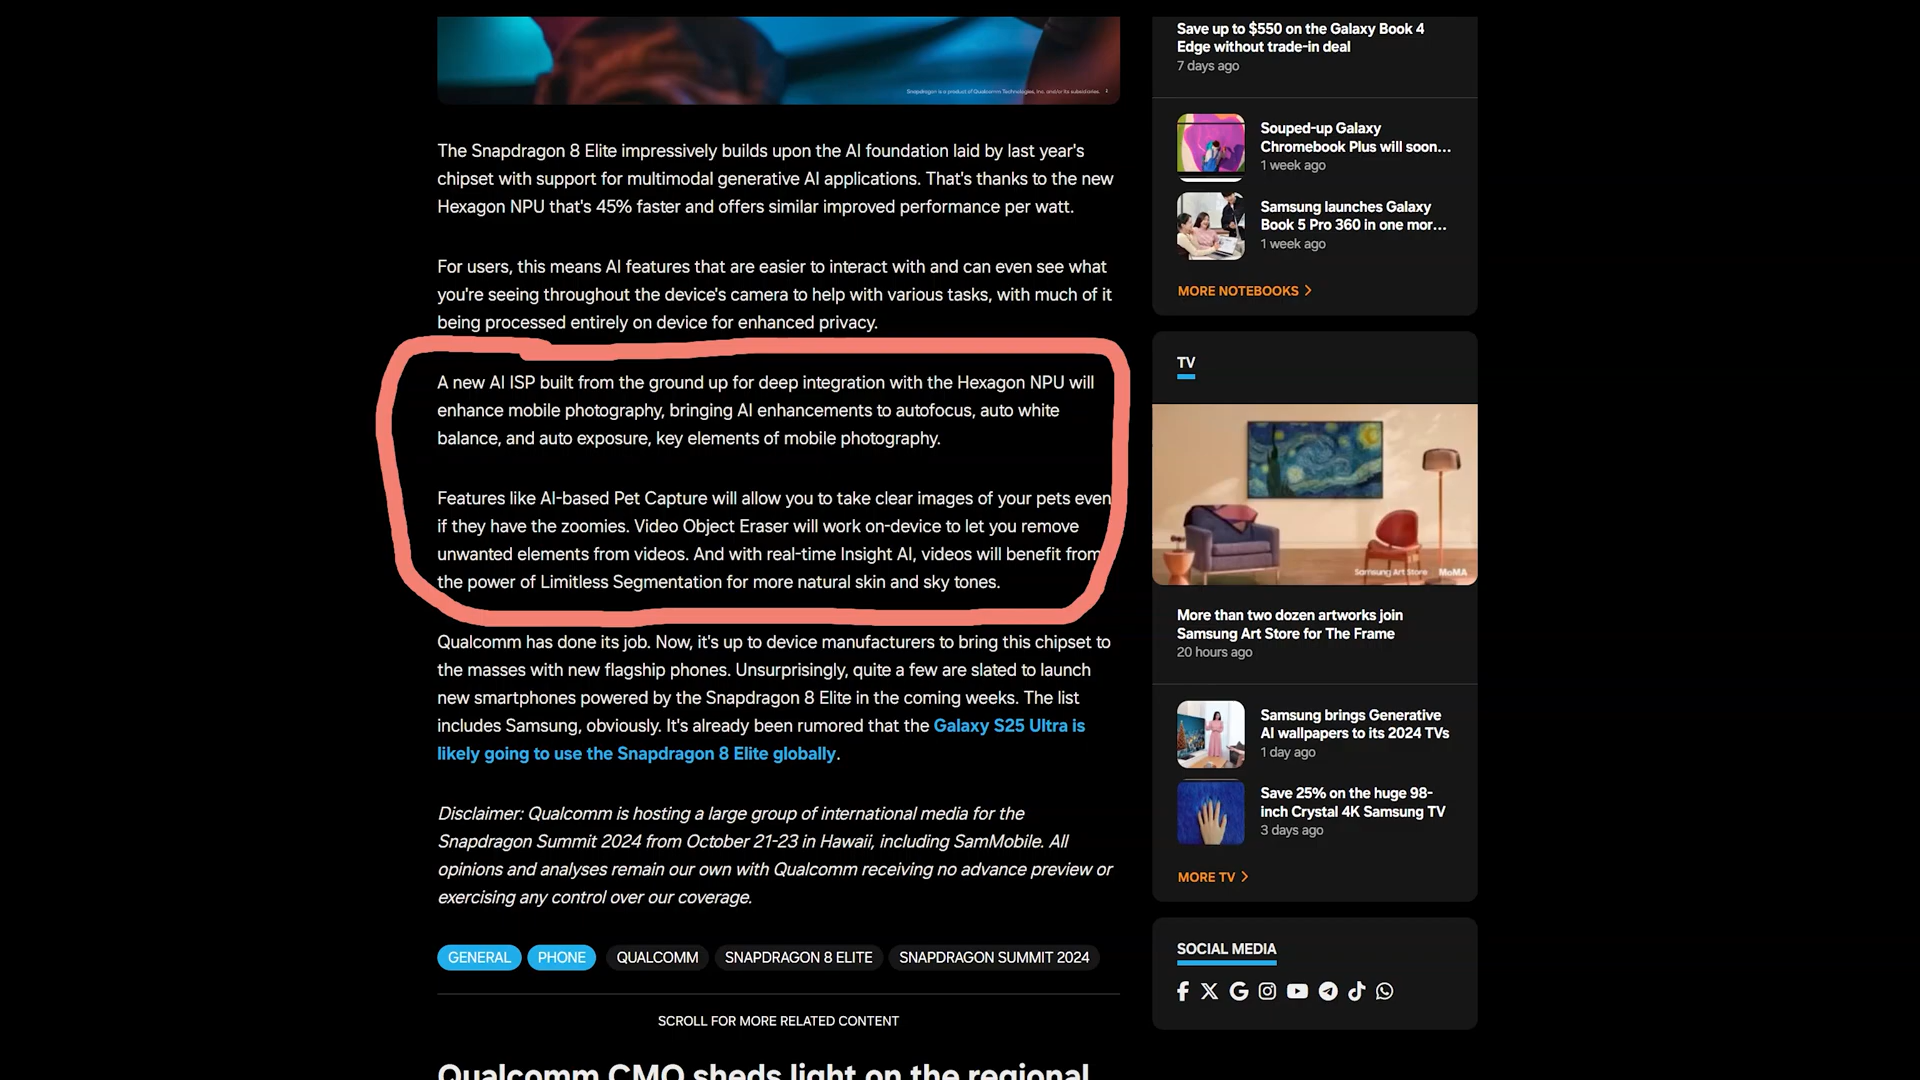 Snapdragon is a product of Qualcomm Technologies, Inc. and/or its subsidiaries.
The Snapdragon 8 Elite impressively builds upon the AI foundation laid by last year's
chipset with support for multimodal generative AI applications. That's thanks to the new
Hexagon NPU that's 45% faster and offers similar improved performance per watt.
For users, this means AI features that are easier to interact with and can even see what
you're seeing throughout the device's camera to help with various tasks, with much of it
being processed entirely on device for enhanced privacy.
A new AI ISP built from the ground up for deep integration with the Hexagon NPU will
enhance mobile photography, bringing AI enhancements to autofocus, auto white
balance, and auto exposure, key elements of mobile photography.
Features like AI-based Pet Capture will allow you to take clear images of your pets even
if they have the zoomies. Video Object Eraser will work on-device to let you remove
unwanted elements from videos. And with real-time Insight AI, videos will benefit from
the power of Limitless Segmentation for more natural skin and sky tones.
Qualcomm has done its job. Now, it's up to device manufacturers to bring this chipset to
the masses with new flagship phones. Unsurprisingly, quite a few are slated to launch
new smartphones powered by the Snapdragon 8 Elite in the coming weeks. The list
includes Samsung, obviously. It's already been rumored that the Galaxy S25 Ultra is
likely going to use the Snapdragon 8 Elite globally.
Disclaimer: Qualcomm is hosting a large group of international media for the
Snapdragon Summit 2024 from October 21-23 in Hawaii, including SamMobile. All
opinions and analyses remain our own with Qualcomm receiving no advance preview or
exercising any control over our coverage.
GENERAL PHONE QUALCOMM SNAPDRAGON 8 ELITE SNAPDRAGON SUMMIT 2024
SCROLL FOR MORE RELATED CONTENT
Qualcomm CMO sheds light on the regional
Save up to $550 on the Galaxy Book 4
Edge without trade-in deal
7 days ago
Souped-up Galaxy
Chromebook Plus will soon...
1 week ago
Samsung launches Galaxy
Book 5 Pro 360 in one mor...
1 week ago
MORE NOTEBOOKS
TV
Samsung Art Store MoMA
More than two dozen artworks join
Samsung Art Store for The Frame
20 hours ago
Samsung brings Generative
AI wallpapers to its 2024 TVs
1 day ago
Save 25% on the huge 98-
inch Crystal 4K Samsung TV
3 days ago
MORE TV
SOCIAL MEDIA